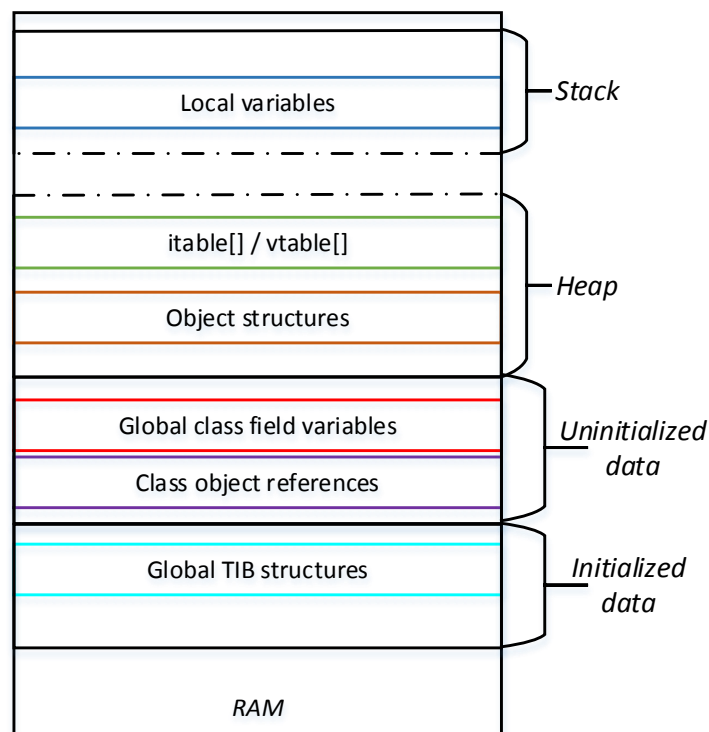 Local variables
Stack
itable[] / vtable[]
Heap
Object structures
Global class field variables
Uninitialized
data
Class object references
Global TIB structures
Initialized
data
RAM